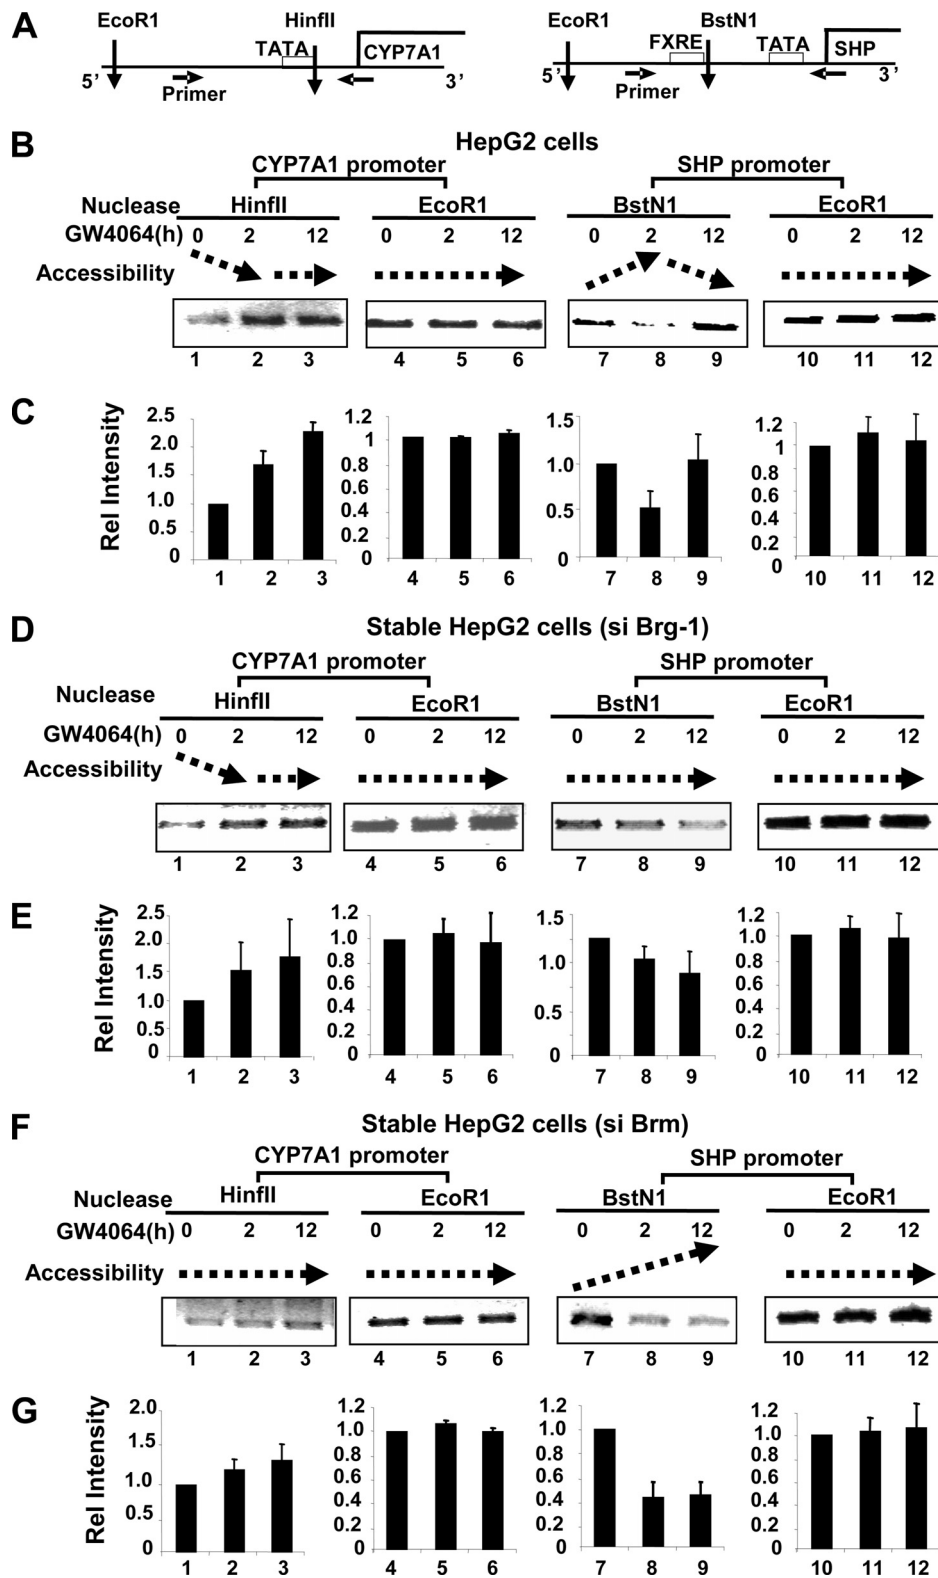 A
EcoR1 HinfII
TATA CYP7A1
5’ Primer 3’
EcoR1 BstN1
FXRE TATA SHP
5’ Primer 3’
B HepG2 cells
CYP7A1 promoter SHP promoter
Nuclease HinfII EcoR1 BstN1 EcoR1
GW4064(h) 0 2 12 0 2 12 0 2 12 0 2 12
Accessibility
1 2 3 4 5 6 7 8 9 10 11 12
C
Rel Intensity
2.5
2.0
1.5
1.0
0.5
0
1 2 3
1.2
1
0.8
0.6
0.4
0.2
0
4 5 6
1.5
1.0
0.5
0
7 8 9
1.2
1.0
0.8
0.6
0.4
0.2
0
10 11 12
D Stable HepG2 cells (si Brg-1)
CYP7A1 promoter SHP promoter
Nuclease HinfII EcoR1 BstN1 EcoR1
GW4064(h) 0 2 12 0 2 12 0 2 12 0 2 12
Accessibility
1 2 3 4 5 6 7 8 9 10 11 12
E
Rel Intensity
2.5
2.0
1.5
1.0
0.5
0
1 2 3
1.2
1.0
0.8
0.6
0.4
0.2
0
4 5 6
1.5
1.0
0.5
0
7 8 9
1.2
1.0
0.8
0.6
0.4
0.2
0
10 11 12
F Stable HepG2 cells (si Brm)
CYP7A1 promoter SHP promoter
Nuclease HinfII EcoR1 BstN1 EcoR1
GW4064(h) 0 2 12 0 2 12 0 2 12 0 2 12
Accessibility
1 2 3 4 5 6 7 8 9 10 11 12
G
Rel Intensity
2.0
1.5
1.0
0.5
0
1 2 3
1.2
1.0
0.8
0.6
0.4
0.2
0
4 5 6
1.2
1.0
0.8
0.6
0.4
0.2
0
7 8 9
1.2
1.0
0.8
0.6
0.4
0.2
0
10 11 12